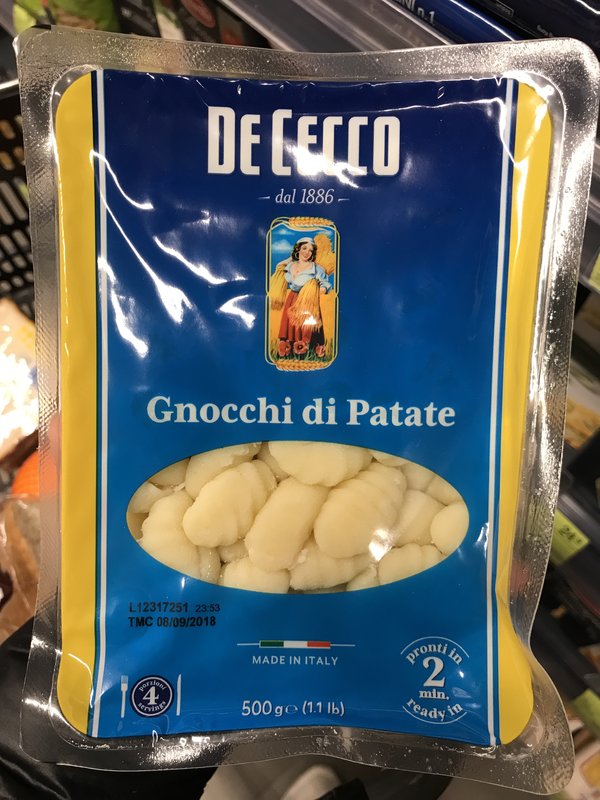 DE CECCO
dal 1886
Gnocchi di Patate
L12317251 23:53
TMC 08/09/2018
MADE IN ITALY
porzioni
4
servings
500 g ℮ (1.1 lb)
pronti in
2
min.
ready in